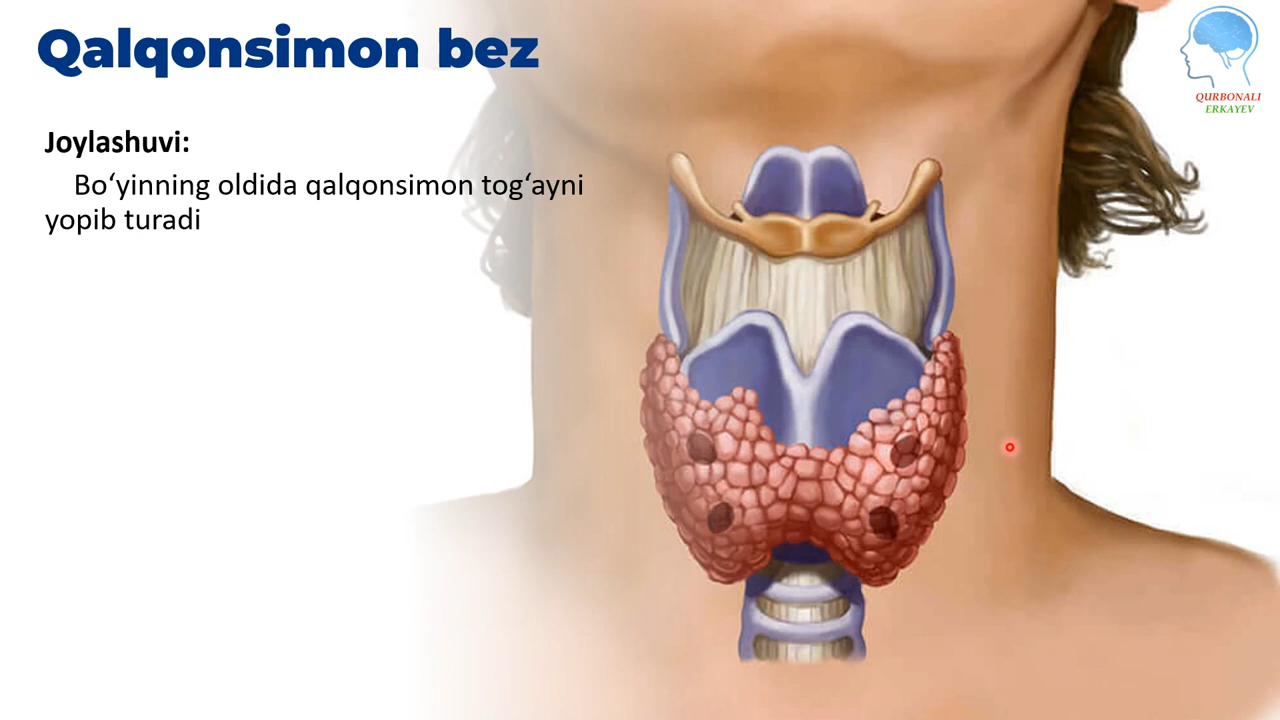 Qalqonsimon bez
QURBONALI
ERKAYEV
Joylashuvi:
Bo‘yinning oldida qalqonsimon tog‘ayni
yopib turadi